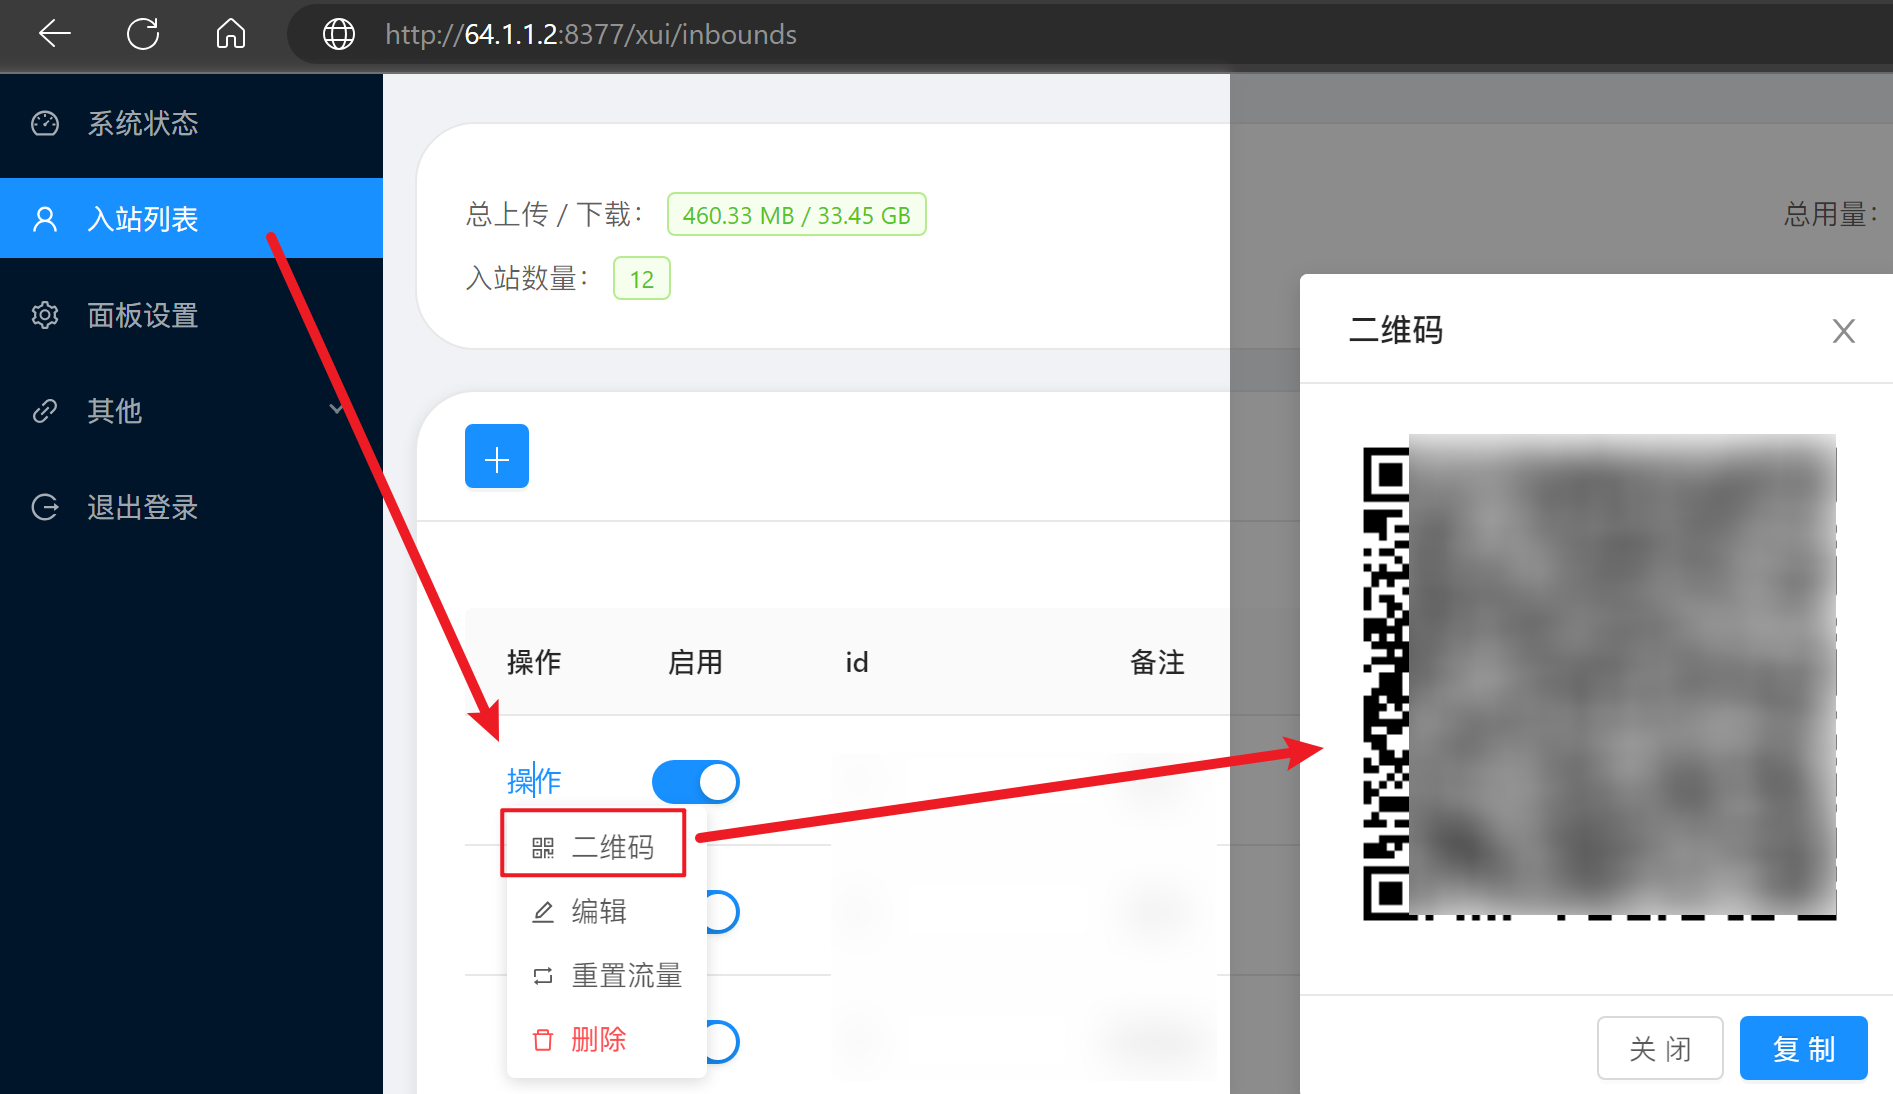 http://64.1.1.2:8377/xui/inbounds
系统状态
入站列表
面板设置
其他
退出登录
总上传 / 下载： 460.33 MB / 33.45 GB
总用量：
入站数量： 12
操作 启用 id 备注
操作
二维码
编辑
重置流量
删除
二维码
关 闭
复 制